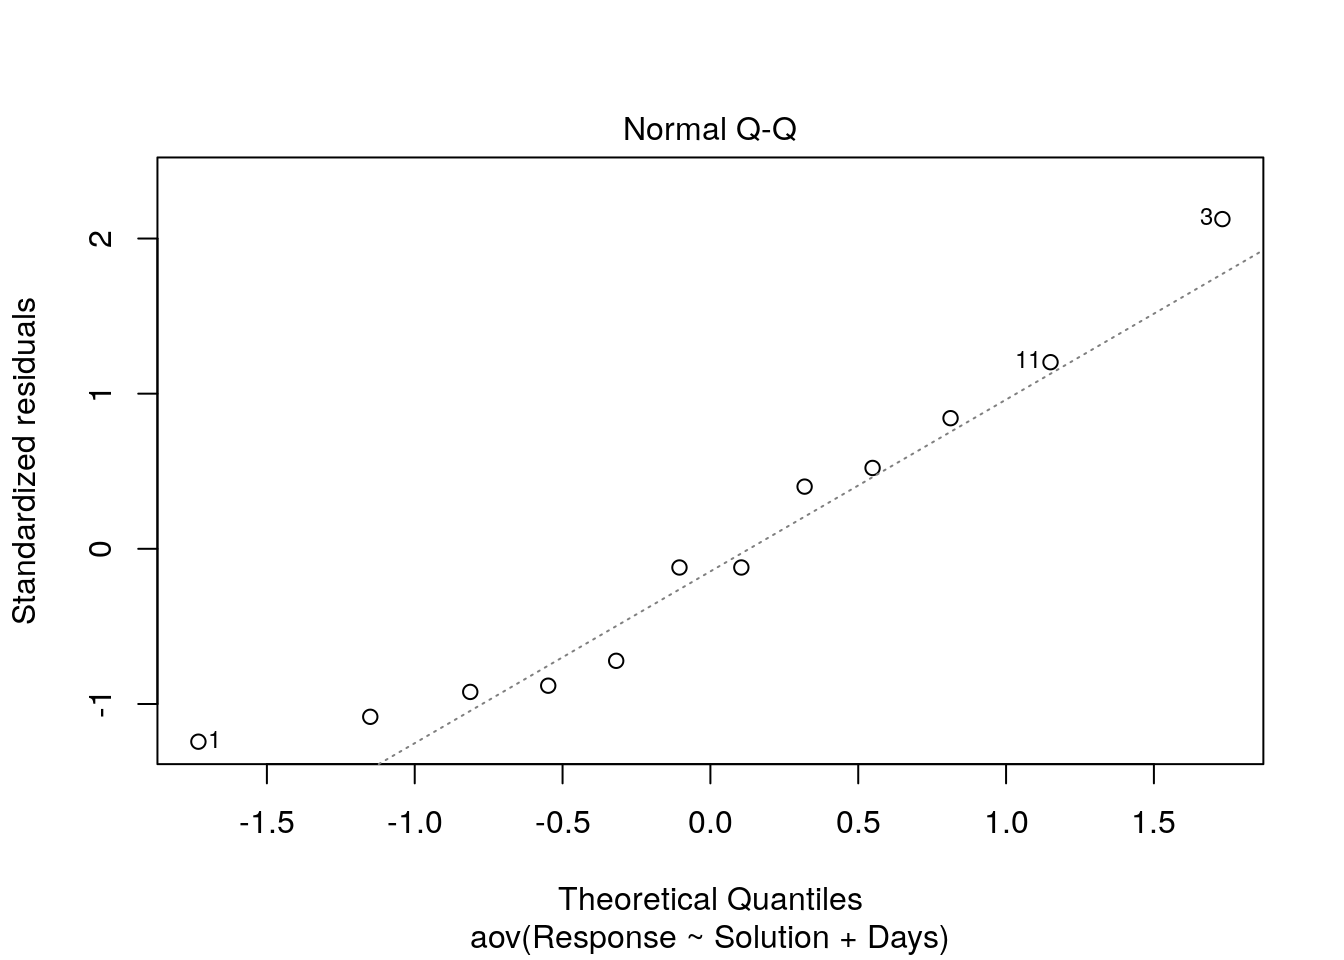 Normal Q-Q
Standardized residuals
2
1
0
-1
3
11
1
-1.5 -1.0 -0.5 0.0 0.5 1.0 1.5
Theoretical Quantiles
aov(Response ~ Solution + Days)